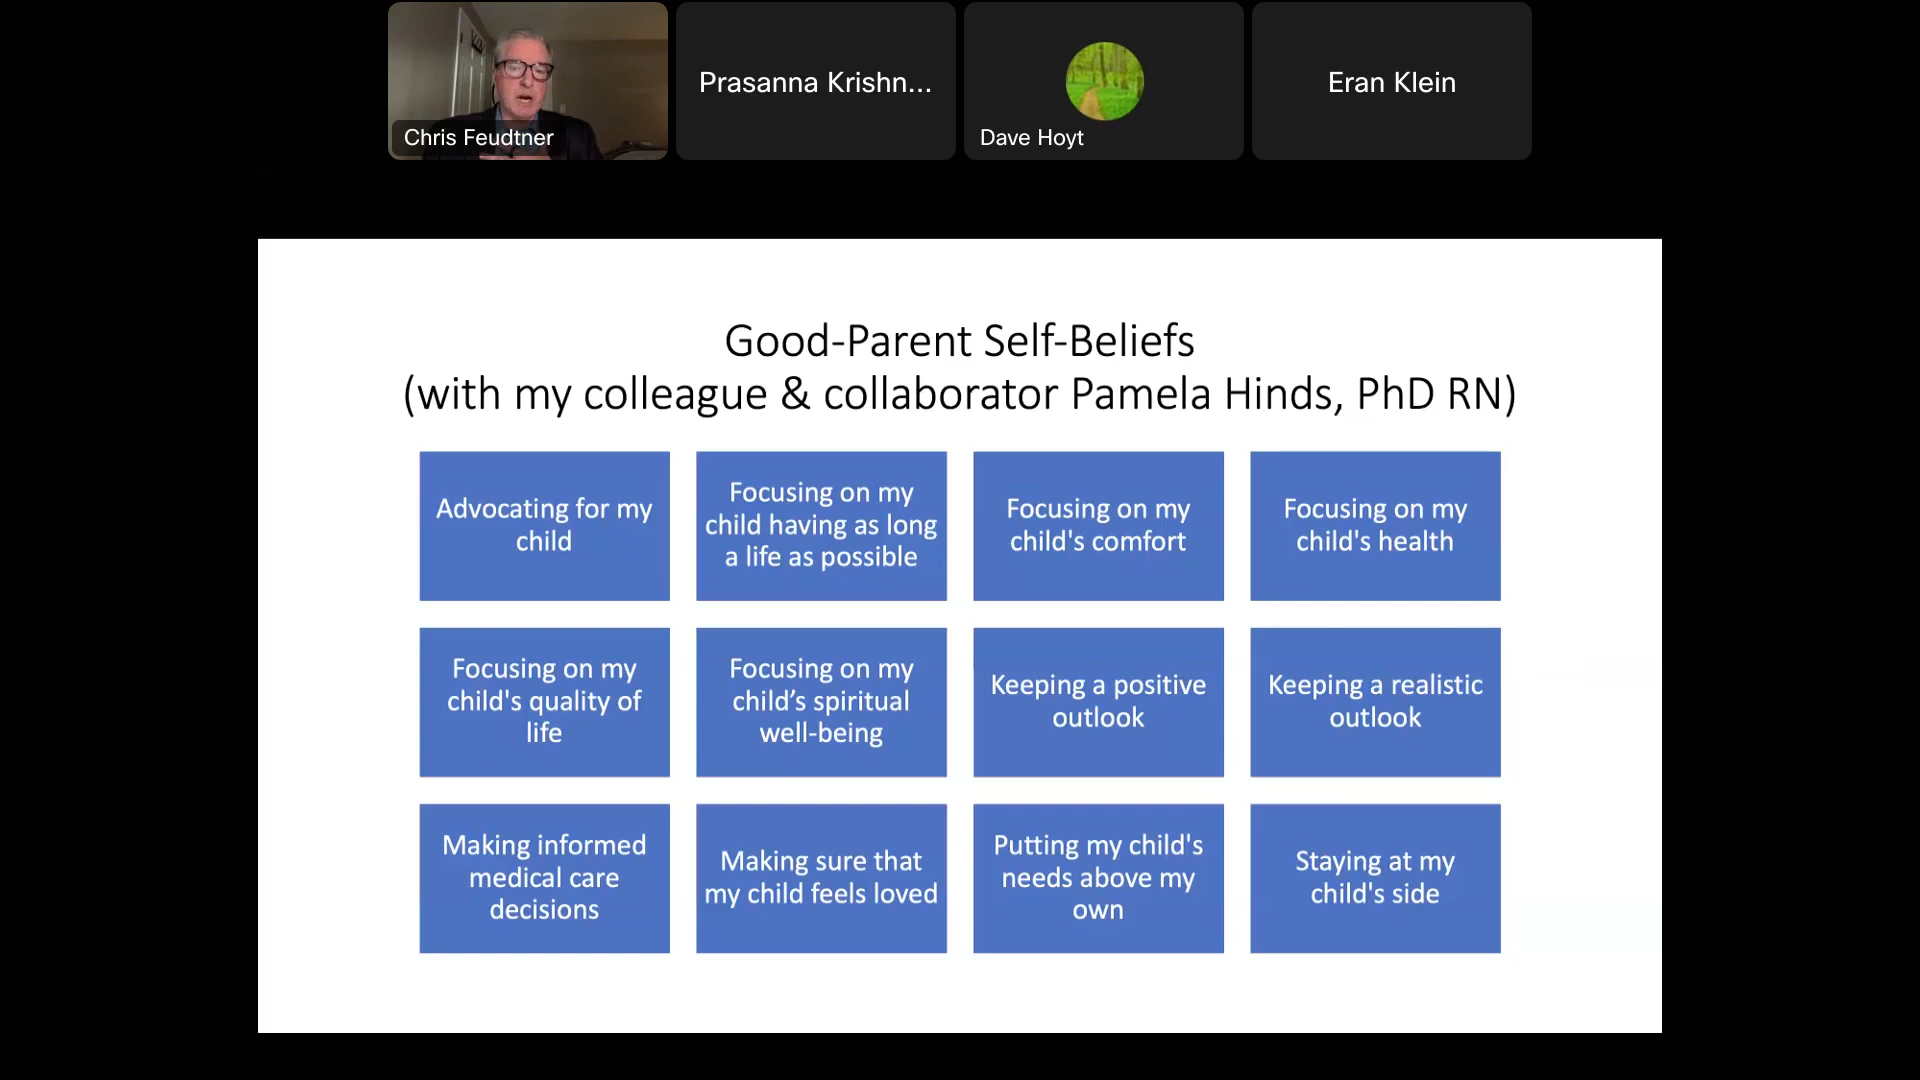 Chris Feudtner
Prasanna Krishn...
Dave Hoyt
Eran Klein
Good-Parent Self-Beliefs
(with my colleague & collaborator Pamela Hinds, PhD RN)
Advocating for my
child
Focusing on my
child having as long
a life as possible
Focusing on my
child's comfort
Focusing on my
child's health
Focusing on my
child's quality of
life
Focusing on my
child’s spiritual
well-being
Keeping a positive
outlook
Keeping a realistic
outlook
Making informed
medical care
decisions
Making sure that
my child feels loved
Putting my child's
needs above my
own
Staying at my
child's side